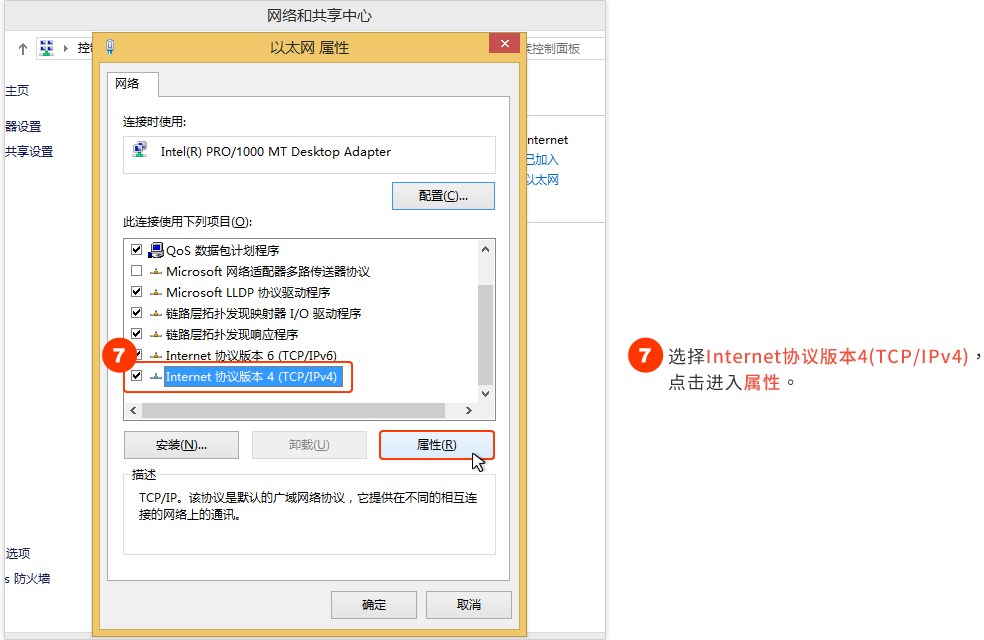 网络和共享中心
控
索控制面板
以太网 属性
主页
器设置
共享设置
网络
连接时使用:
Intel(R) PRO/1000 MT Desktop Adapter
配置(C)...
nternet
已加入
以太网
此连接使用下列项目(O):
QoS 数据包计划程序
Microsoft 网络适配器多路传送器协议
Microsoft LLDP 协议驱动程序
链路层拓扑发现映射器 I/O 驱动程序
链路层拓扑发现响应程序
Internet 协议版本 6 (TCP/IPv6)
7
Internet 协议版本 4 (TCP/IPv4)
安装(N)...
卸载(U)
属性(R)
描述
TCP/IP。该协议是默认的广域网络协议，它提供在不同的相互连
接的网络上的通讯。
选项
s 防火墙
确定
取消
7 选择Internet协议版本4(TCP/IPv4)，
点击进入属性。